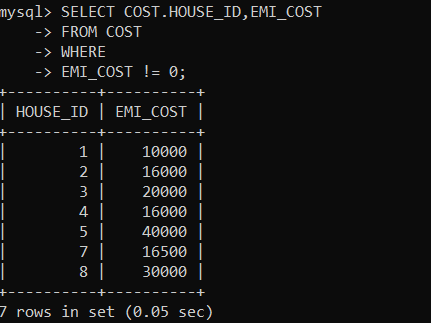 mysql> SELECT COST.HOUSE_ID,EMI_COST
-> FROM COST
-> WHERE
-> EMI_COST != 0;
+----------+----------+
| HOUSE_ID | EMI_COST |
+----------+----------+
| 1 | 10000 |
| 2 | 16000 |
| 3 | 20000 |
| 4 | 16000 |
| 5 | 40000 |
| 7 | 16500 |
| 8 | 30000 |
+----------+----------+
7 rows in set (0.05 sec)